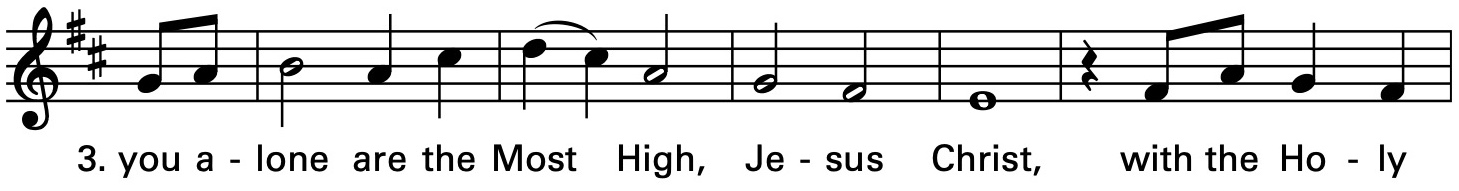 3. you a - lone are the Most High, Je - sus Christ, with the Ho - ly